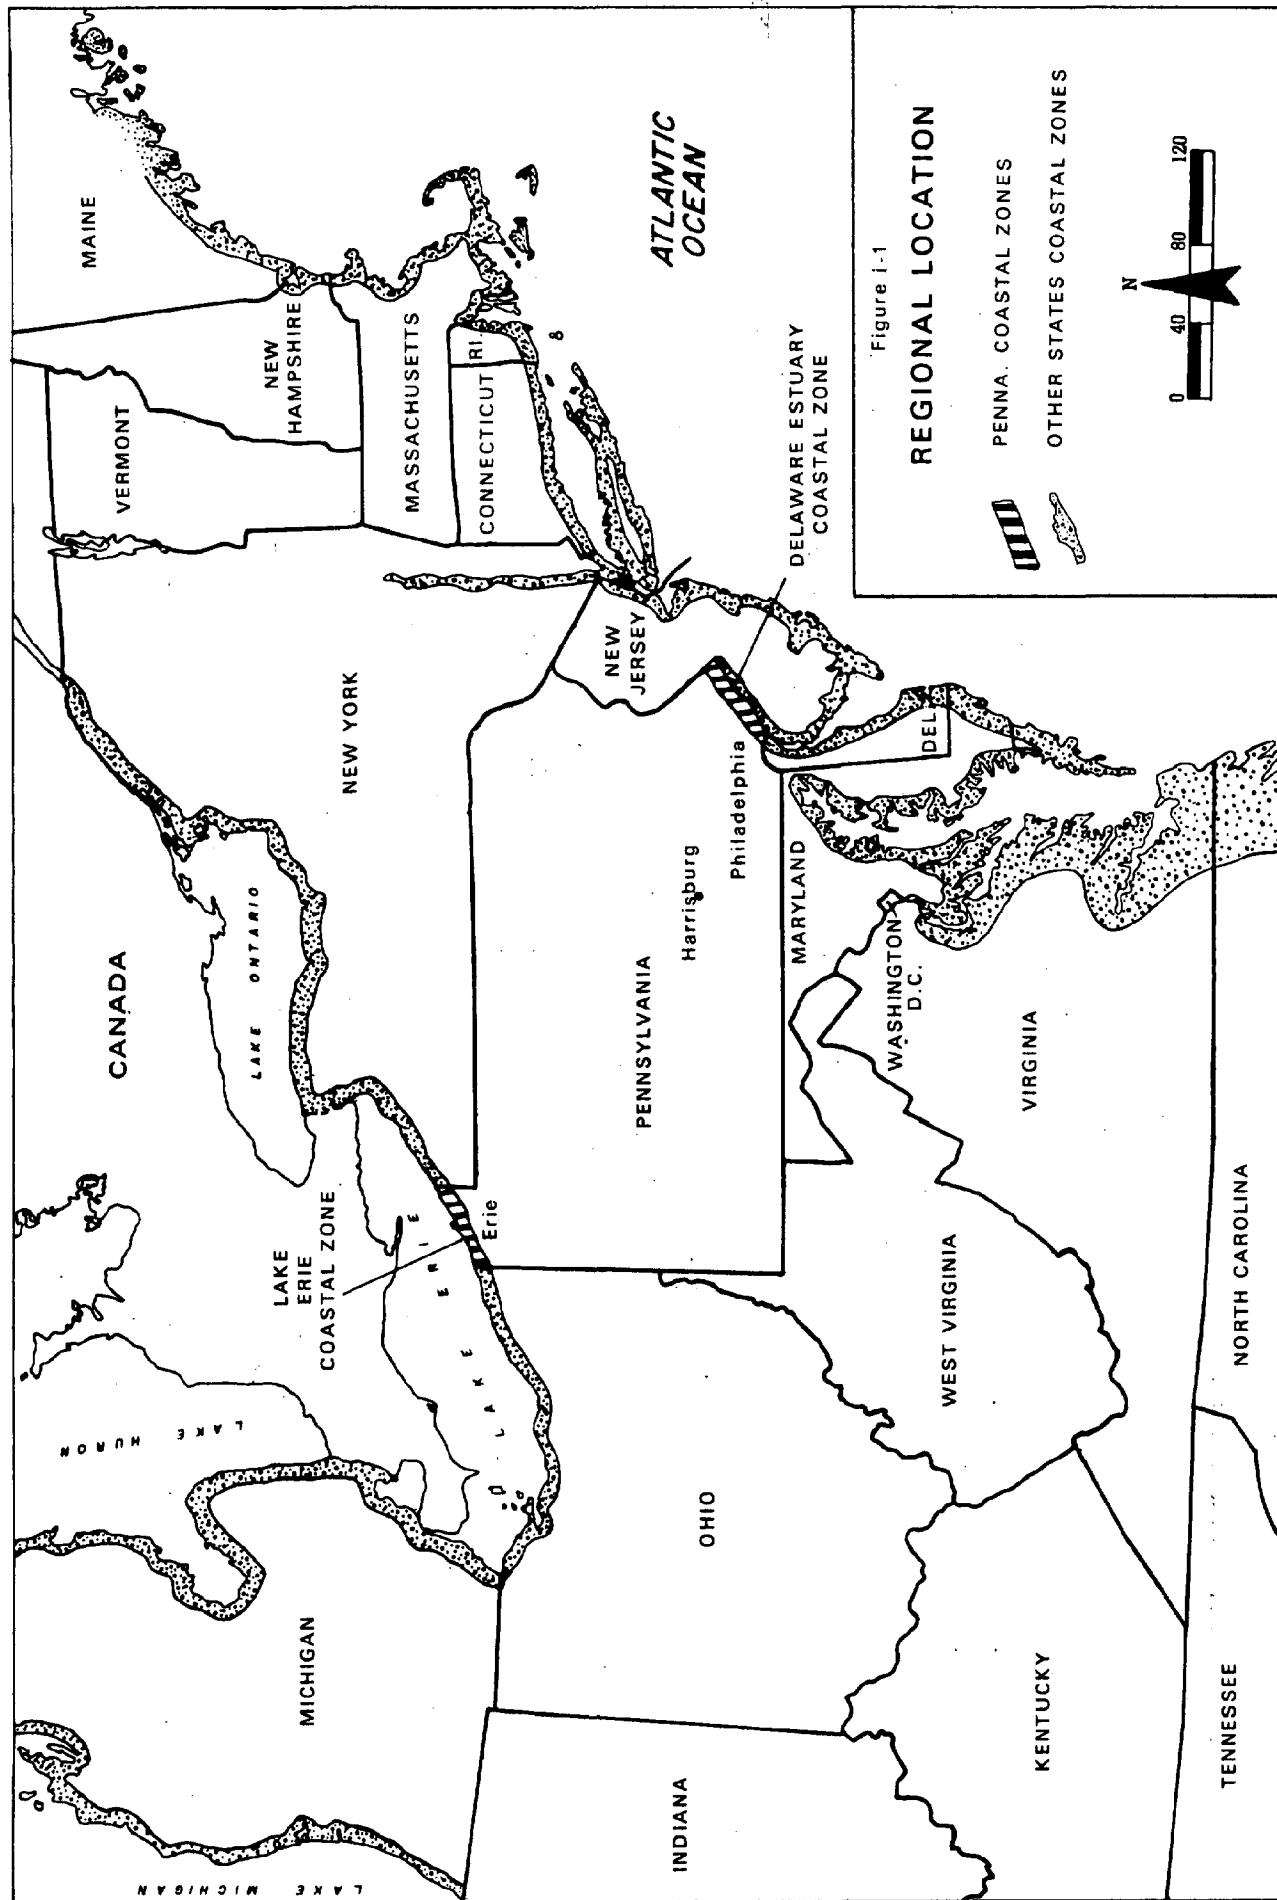 MAINE
VERMONT
NEW
HAMPSHIRE
MASSACHUSETTS
CONNECTICUT
RI.
ATLANTIC
OCEAN
CANADA
LAKE ONTARIO
NEW YORK
NEW
JERSEY
DELAWARE ESTUARY
COASTAL ZONE
LAKE HURON
LAKE
ERIE
COASTAL ZONE
LAKE ERIE
Erie
PENNSYLVANIA
Harrisburg
Philadelphia
MICHIGAN
LAKE MICHIGAN
OHIO
INDIANA
MARYLAND
DEL.
WASHINGTON
D.C.
WEST VIRGINIA
VIRGINIA
KENTUCKY
TENNESSEE
NORTH CAROLINA
Figure i-1
REGIONAL LOCATION
PENNA. COASTAL ZONES
OTHER STATES COASTAL ZONES
N
0 40 80 120